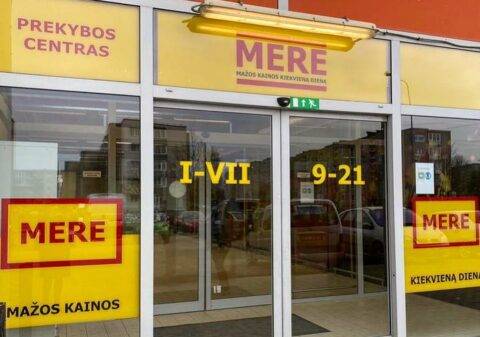 PREKYBOS
CENTRAS
MERE
MAŽOS KAINOS KIEKVIENĄ DIENĄ
I-VII
9-21
MERE
MAŽOS KAINOS
MERE
KIEKVIENĄ DIENĄ